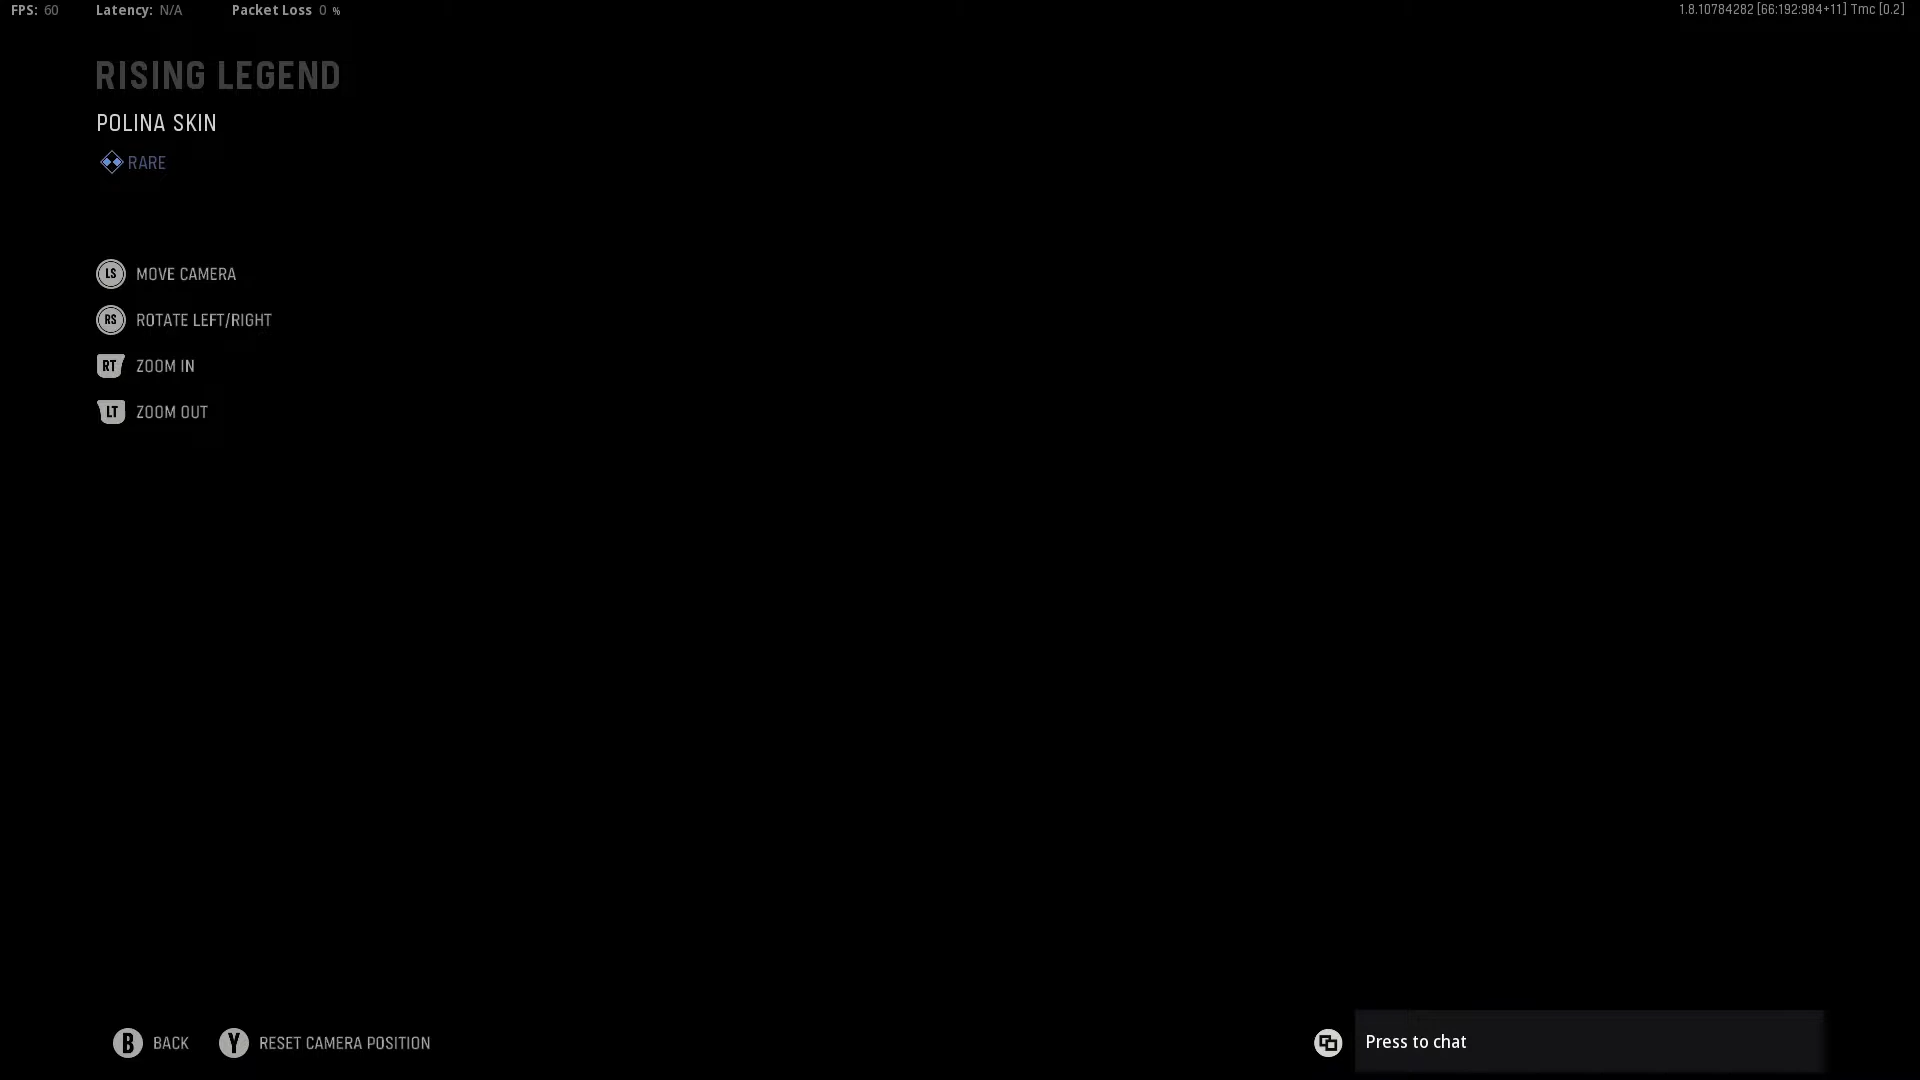 FPS: 60 Latency: N/A Packet Loss 0 %
1.8.10784282 [66:192:984+11] Tmc [0.2]
RISING LEGEND
POLINA SKIN
RARE
LS MOVE CAMERA
RS ROTATE LEFT/RIGHT
RT ZOOM IN
LT ZOOM OUT
B BACK Y RESET CAMERA POSITION
Press to chat